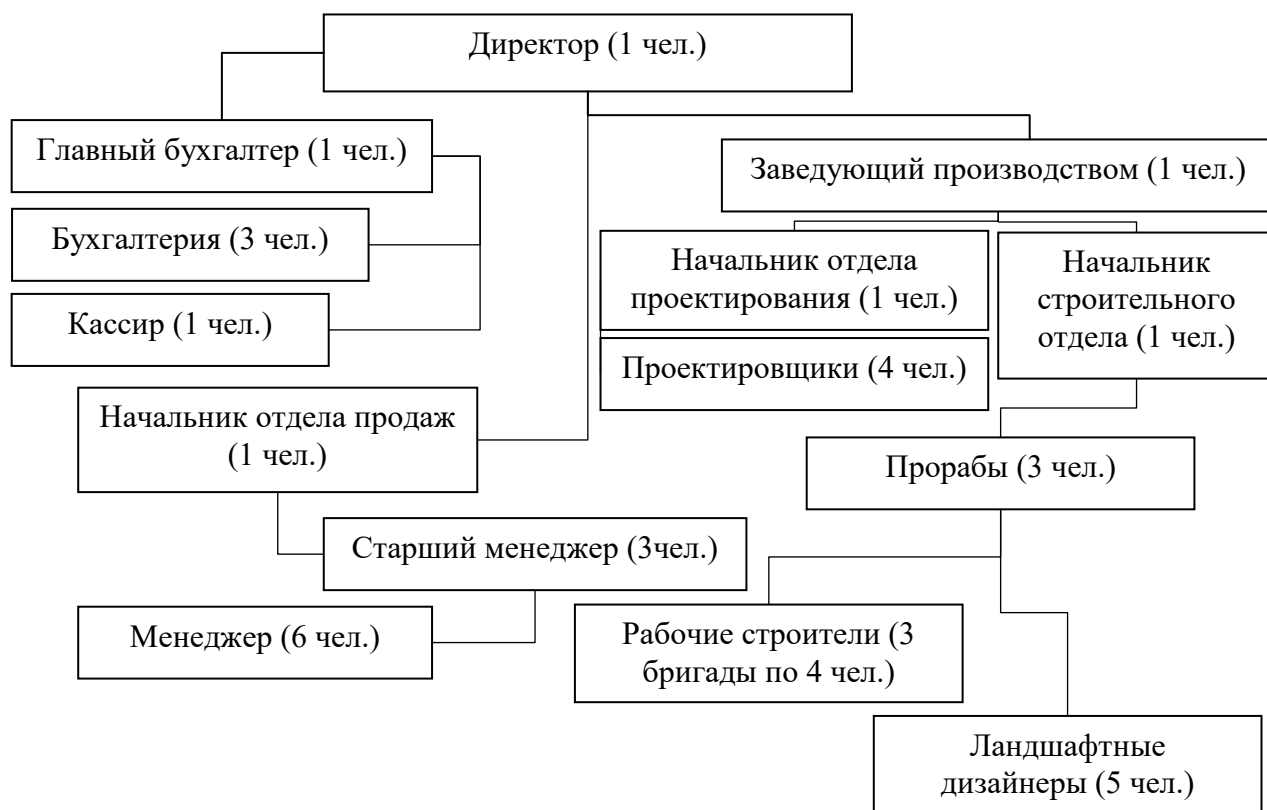 Директор (1 чел.)
Главный бухгалтер (1 чел.)
Заведующий производством (1 чел.)
Бухгалтерия (3 чел.)
Начальник отдела
проектирования (1 чел.)
Начальник
строительного
отдела (1 чел.)
Кассир (1 чел.)
Проектировщики (4 чел.)
Начальник отдела продаж
(1 чел.)
Прорабы (3 чел.)
Старший менеджер (3чел.)
Менеджер (6 чел.)
Рабочие строители (3
бригады по 4 чел.)
Ландшафтные
дизайнеры (5 чел.)